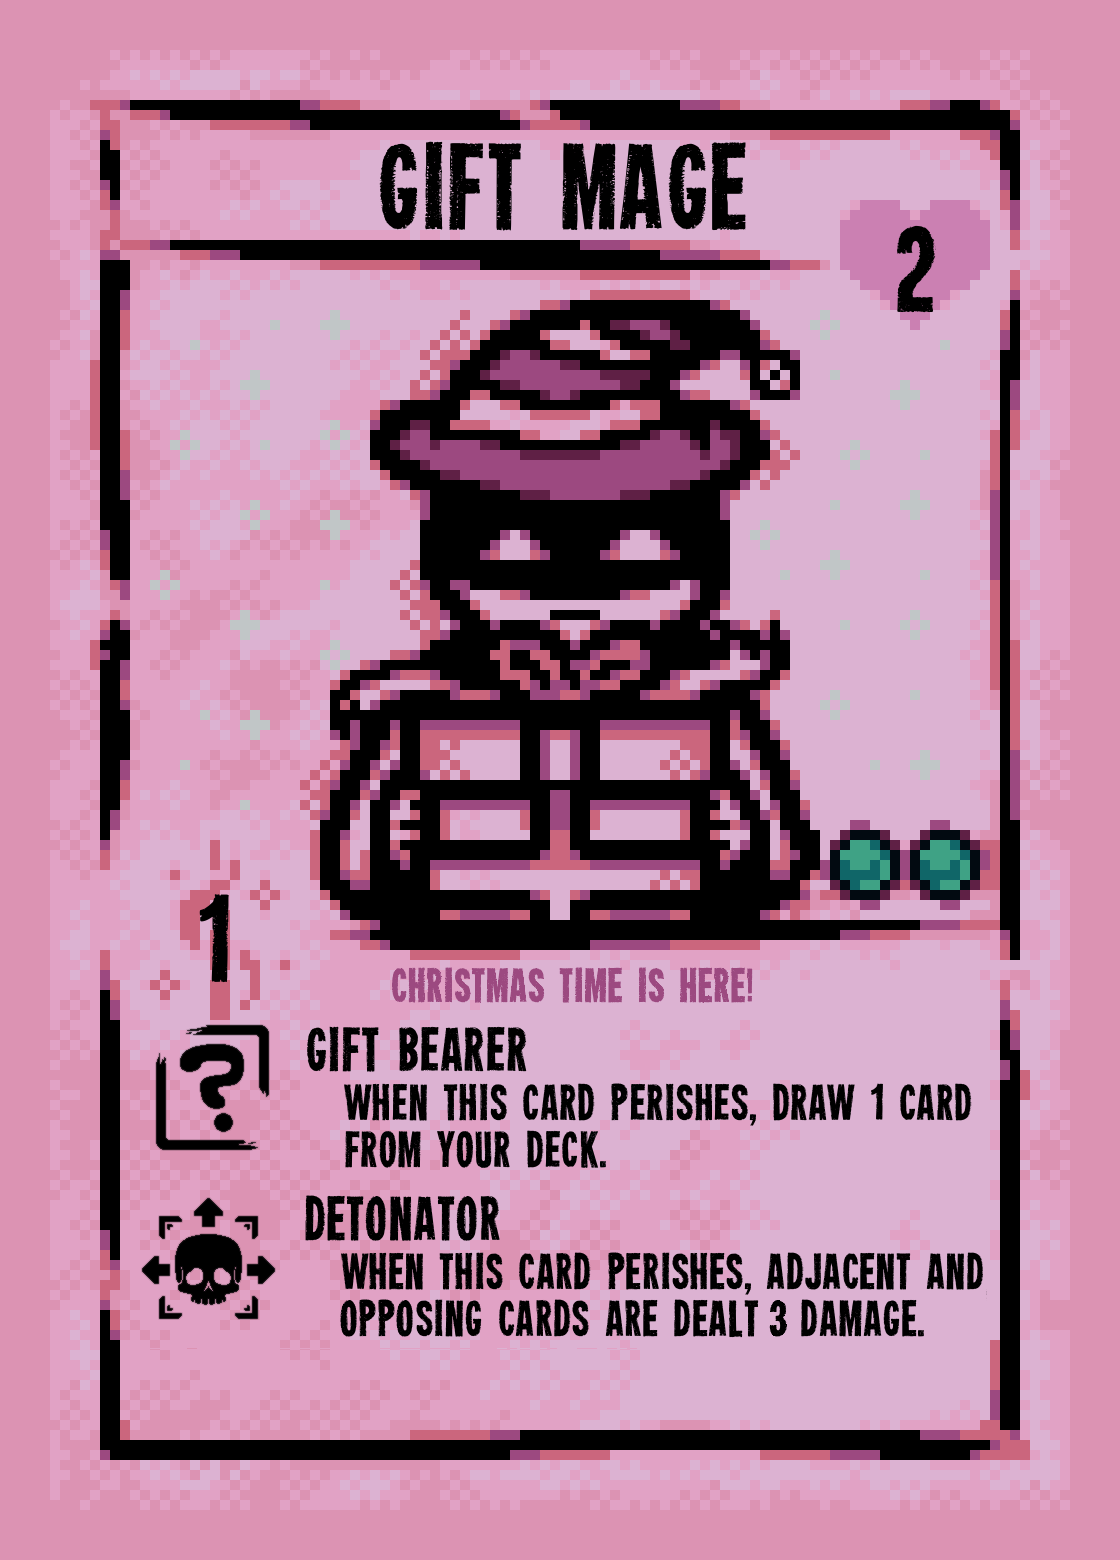 GIFT MAGE
2
1
CHRISTMAS TIME IS HERE!
?
GIFT BEARER
WHEN THIS CARD PERISHES, DRAW 1 CARD
FROM YOUR DECK.
DETONATOR
WHEN THIS CARD PERISHES, ADJACENT AND
OPPOSING CARDS ARE DEALT 3 DAMAGE.